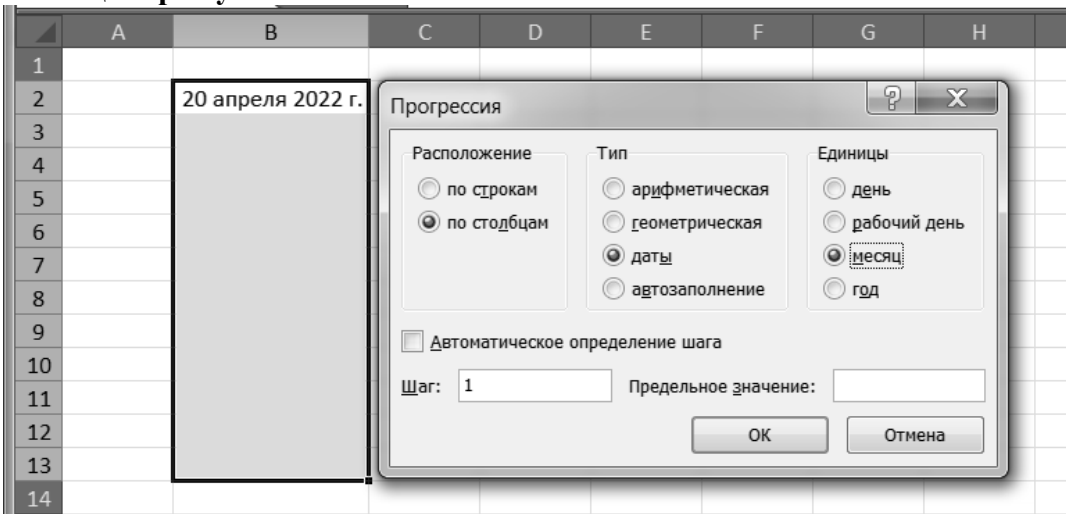 A B C D E F G H
1
2 20 апреля 2022 г.
3
4
5
6
7
8
9
10
11
12
13
14
Прогрессия
Расположение
по строкам
по столбцам
Тип
арифметическая
геометрическая
даты
автозаполнение
Единицы
день
рабочий день
месяц
год
Автоматическое определение шага
Шаг: 1 Предельное значение:
ОК Отмена